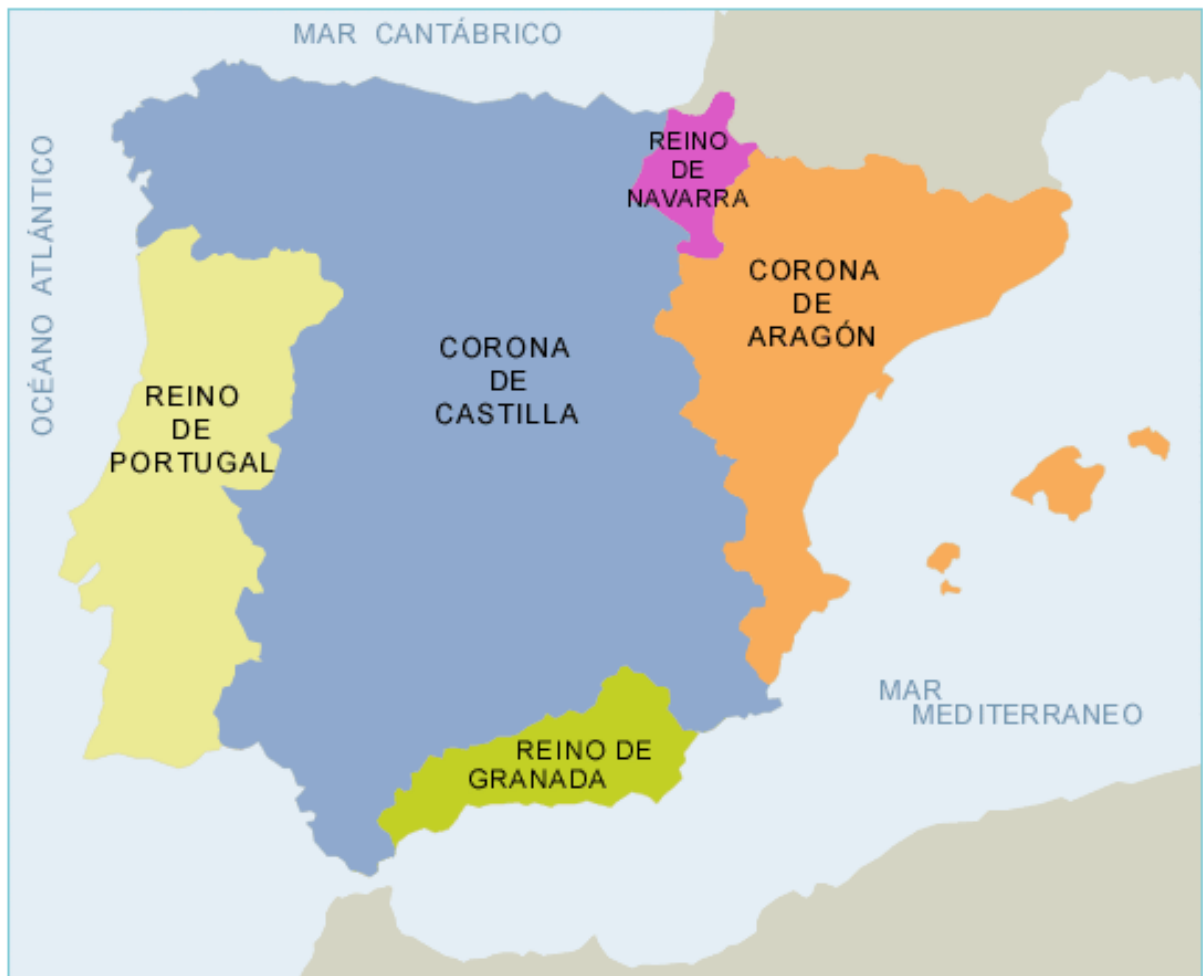 MAR CANTÁBRICO
OCÉANO ATLÁNTICO
REINO
DE
NAVARRA
CORONA
DE
ARAGÓN
CORONA
DE
CASTILLA
REINO
DE
PORTUGAL
MAR
MEDITERRANEO
REINO DE
GRANADA